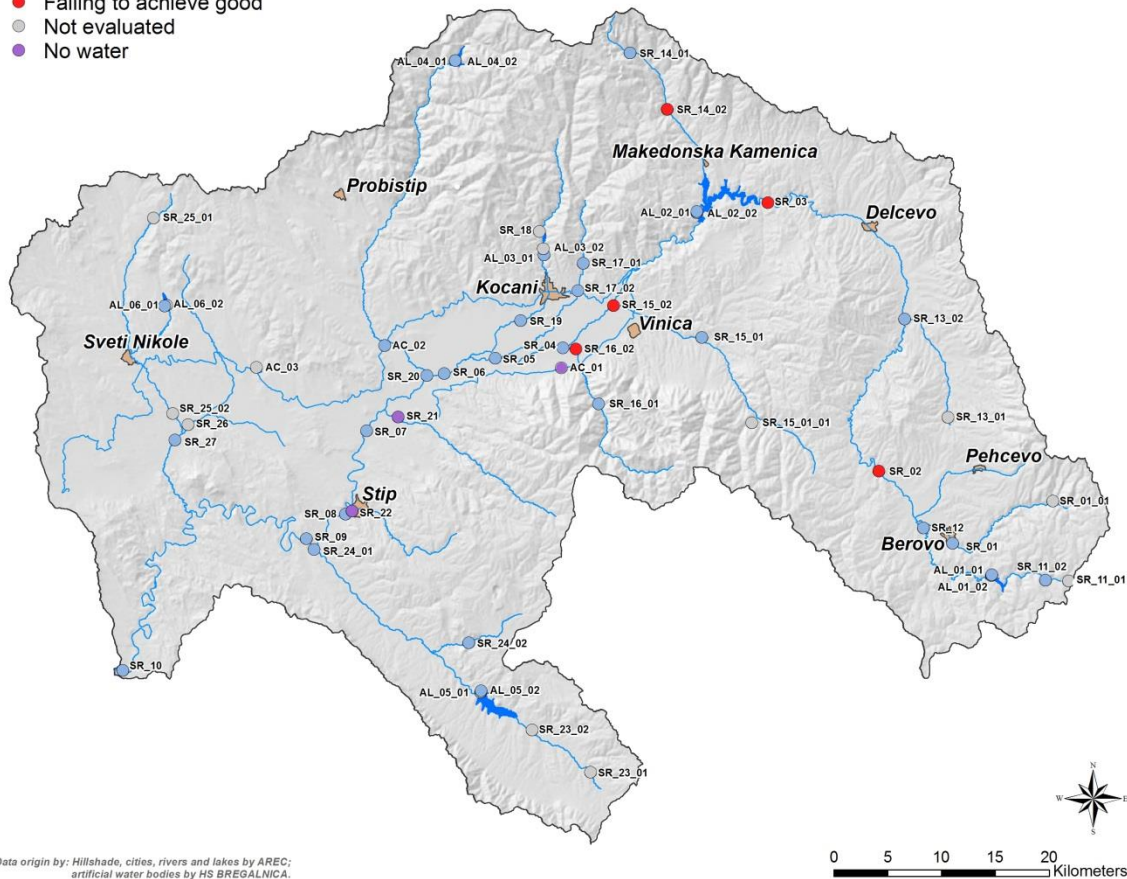 Failing to achieve good
Not evaluated
No water
SR_14_01
AL_04_01
AL_04_02
SR_14_02
Makedonska Kamenica
Probistip
SR_03
AL_02_01
AL_02_02
Delcevo
SR_25_01
SR_18
AL_03_02
AL_03_01
SR_17_01
Kocani
SR_17_02
AL_06_01
AL_06_02
SR_15_02
SR_19
Vinica
SR_13_02
Sveti Nikole
AC_02
SR_04
SR_16_02
SR_15_01
SR_05
AC_03
SR_20
SR_06
AC_01
SR_25_02
SR_26
SR_21
SR_16_01
SR_13_01
SR_27
SR_07
SR_15_01_01
Pehcevo
SR_02
Stip
SR_01_01
SR_08
SR_22
SR_12
SR_09
Berovo
SR_01
SR_24_01
AL_01_01
SR_11_02
AL_01_02
SR_11_01
SR_24_02
SR_10
AL_05_01
AL_05_02
SR_23_02
SR_23_01
N
W
E
S
Data origin by: Hillshade, cities, rivers and lakes by AREC;
artificial water bodies by HS BREGALNICA.
0 5 10 15 20
Kilometers